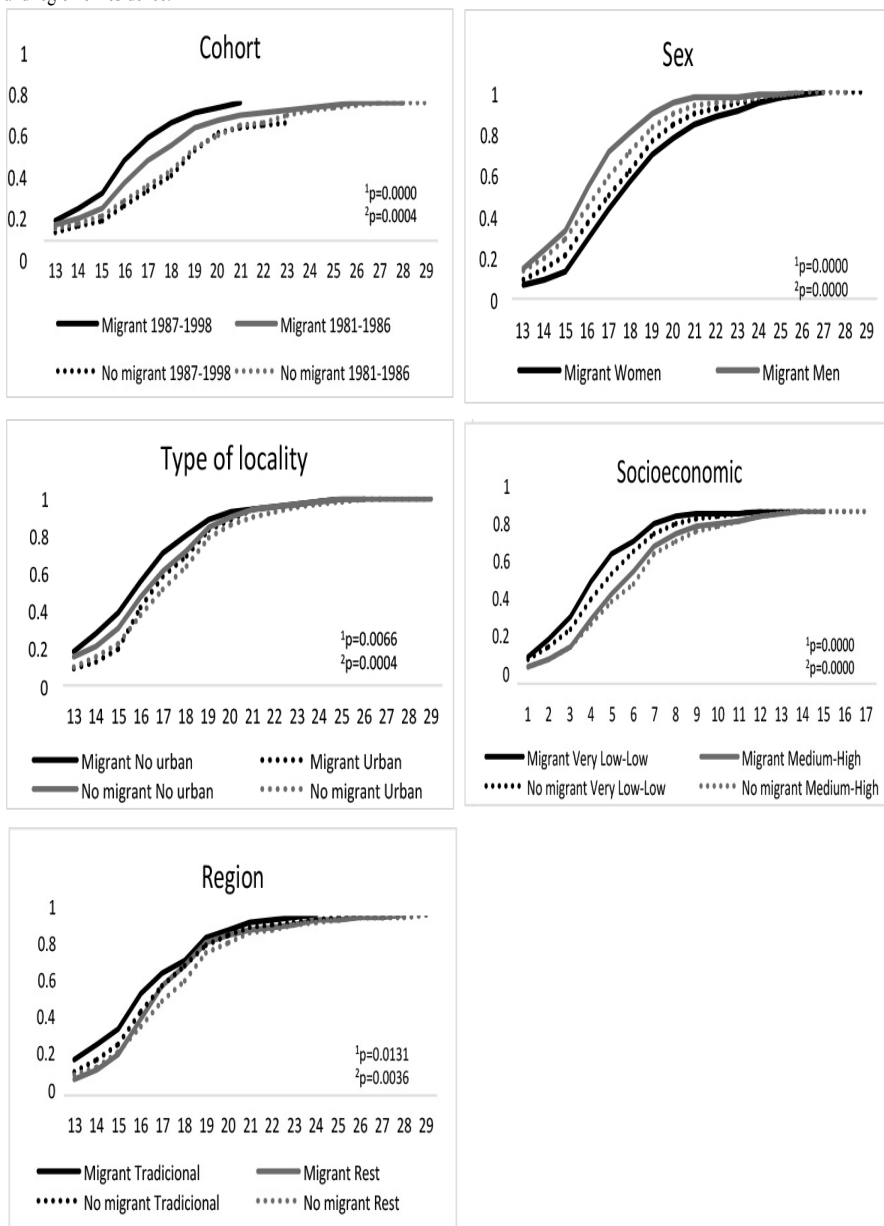 Cohort
1
0.8
0.6
0.4
0.2
0
¹p=0.0000
²p=0.0004
13 14 15 16 17 18 19 20 21 22 23 24 25 26 27 28 29
Migrant 1987-1998 Migrant 1981-1986
No migrant 1987-1998 No migrant 1981-1986
Sex
1
0.8
0.6
0.4
0.2
0
¹p=0.0000
²p=0.0000
13 14 15 16 17 18 19 20 21 22 23 24 25 26 27 28 29
Migrant Women Migrant Men
Type of locality
1
0.8
0.6
0.4
0.2
0
¹p=0.0066
²p=0.0004
13 14 15 16 17 18 19 20 21 22 23 24 25 26 27 28 29
Migrant No urban Migrant Urban
No migrant No urban No migrant Urban
Socioeconomic
1
0.8
0.6
0.4
0.2
0
¹p=0.0000
²p=0.0000
1 2 3 4 5 6 7 8 9 10 11 12 13 14 15 16 17
Migrant Very Low-Low Migrant Medium-High
No migrant Very Low-Low No migrant Medium-High
Region
1
0.8
0.6
0.4
0.2
0
¹p=0.0131
²p=0.0036
13 14 15 16 17 18 19 20 21 22 23 24 25 26 27 28 29
Migrant Tradicional Migrant Rest
No migrant Tradicional No migrant Rest